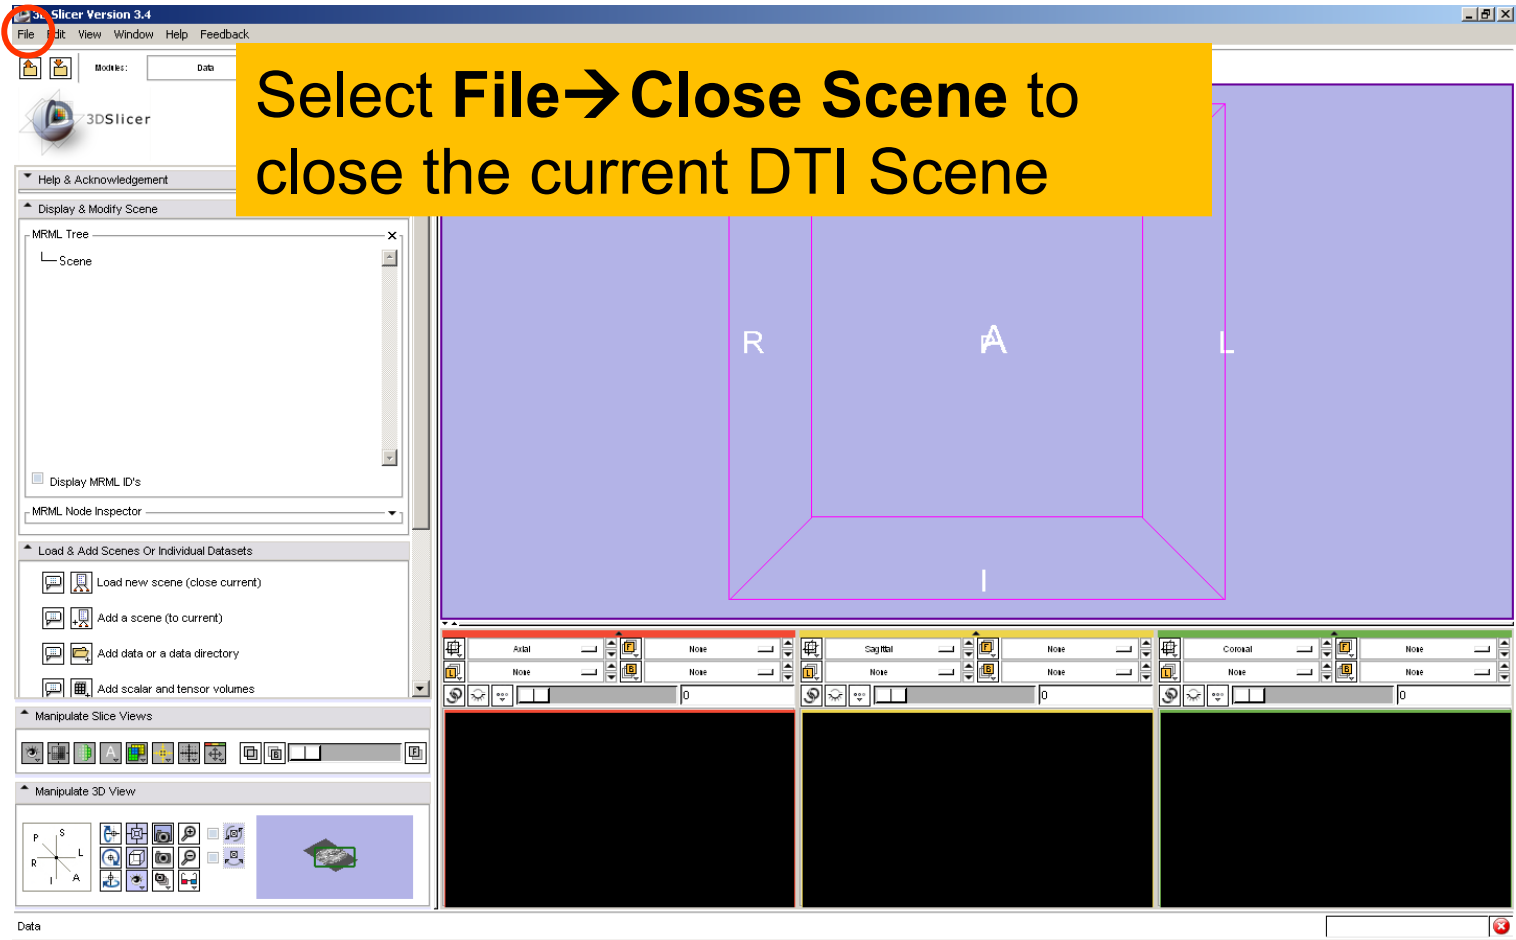 3D Slicer Version 3.4
File Edit View Window Help Feedback
Modules: Data
Select File→Close Scene to
close the current DTI Scene
3DSlicer
Help & Acknowledgement
Display & Modify Scene
MRML Tree
Scene
Display MRML ID's
MRML Node Inspector
Load & Add Scenes Or Individual Datasets
Load new scene (close current)
Add a scene (to current)
Add data or a data directory
Add scalar and tensor volumes
Manipulate Slice Views
Manipulate 3D View
P S
R L
I A
R P A L
I
Axial None
None None
0
Sagittal None
None None
0
Coronal None
None None
0
Data